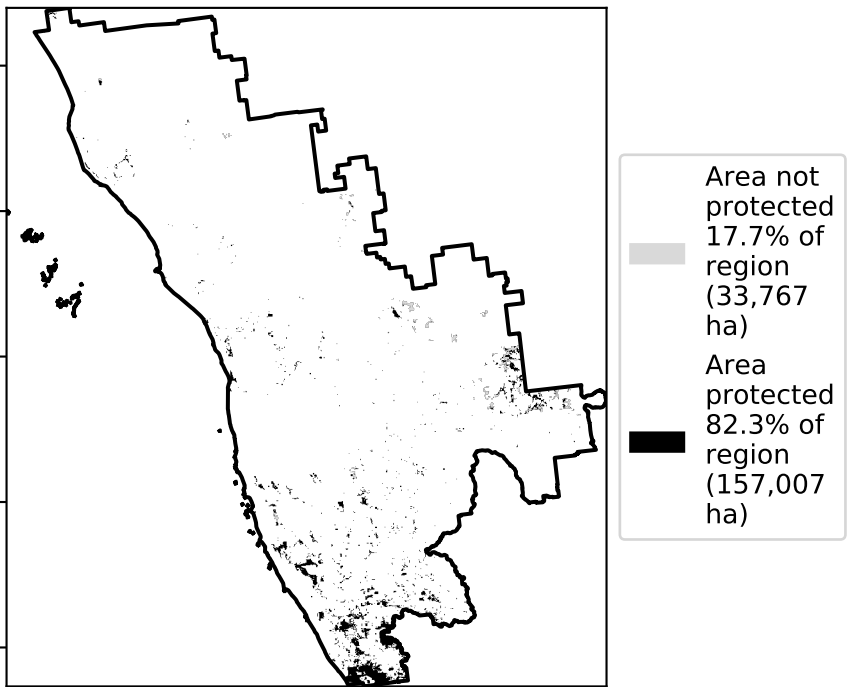 Area not
protected
17.7% of
region
(33,767
ha)
Area
protected
82.3% of
region
(157,007
ha)